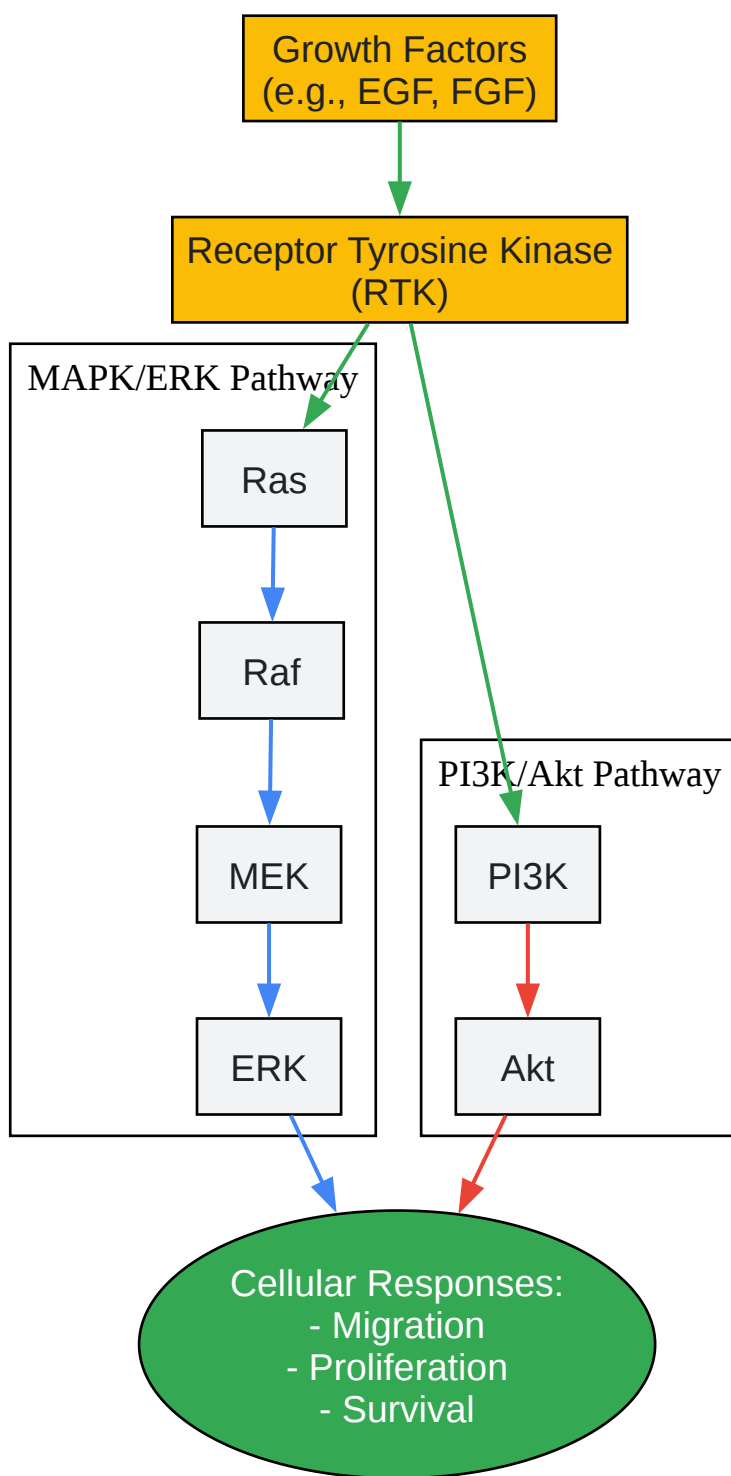 Growth Factors
(e.g., EGF, FGF)
Receptor Tyrosine Kinase
(RTK)
MAPK/ERK Pathway
Ras
Raf
MEK
ERK
PI3K/Akt Pathway
PI3K
Akt
Cellular Responses:
- Migration
- Proliferation
- Survival